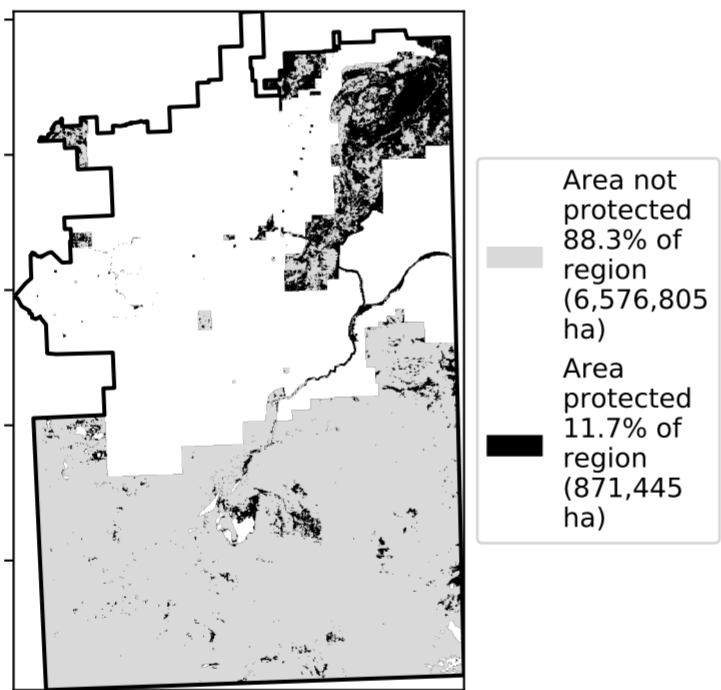 Area not
protected
88.3% of
region
(6,576,805
ha)
Area
protected
11.7% of
region
(871,445
ha)